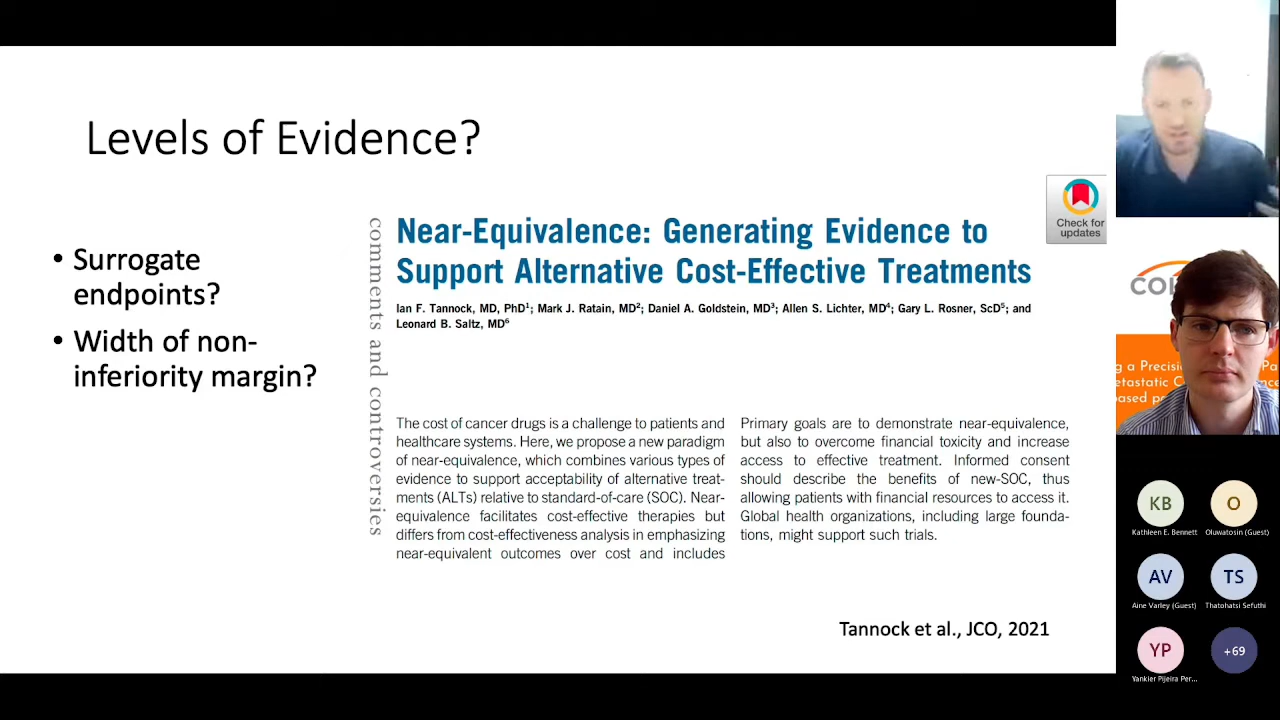 Levels of Evidence?
• Surrogate
endpoints?
• Width of non-
inferiority margin?
comments and controversies
Near-Equivalence: Generating Evidence to
Support Alternative Cost-Effective Treatments
Ian F. Tannock, MD, PhD1; Mark J. Ratain, MD2; Daniel A. Goldstein, MD3; Allen S. Lichter, MD4; Gary L. Rosner, ScD5; and
Leonard B. Saltz, MD6
Check for
updates
The cost of cancer drugs is a challenge to patients and
healthcare systems. Here, we propose a new paradigm
of near-equivalence, which combines various types of
evidence to support acceptability of alternative treat-
ments (ALTs) relative to standard-of-care (SOC). Near-
equivalence facilitates cost-effective therapies but
differs from cost-effectiveness analysis in emphasizing
near-equivalent outcomes over cost and includes
Primary goals are to demonstrate near-equivalence,
but also to overcome financial toxicity and increase
access to effective treatment. Informed consent
should describe the benefits of new-SOC, thus
allowing patients with financial resources to access it.
Global health organizations, including large founda-
tions, might support such trials.
Tannock et al., JCO, 2021
g a Precisi Pa
etastatic C nce
ased p
KB
Kathleen E. Bennett
O
Oluwatosin (Guest)
AV
Aine Varley (Guest)
TS
Thatohatsi Sefuthi
YP
Yankier Pijeira Per...
+69